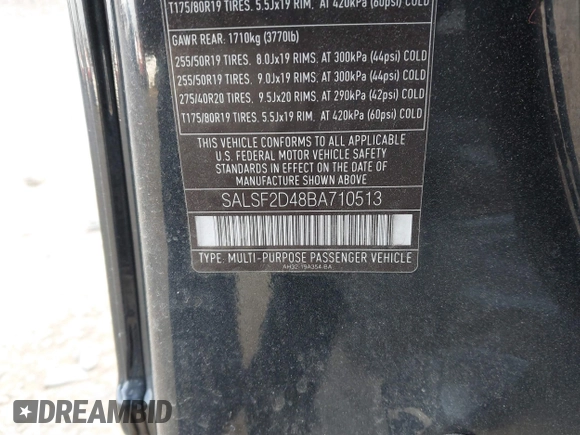 T175/80R19 TIRES. 5.5Jx19 RIM, AT 420kPa (60psi) COLD
GAWR REAR. 1710kg (3770lb)
255/50R19 TIRES. 8.0Jx19 RIMS, AT 300kPa (44psi) COLD
255/50R19 TIRES. 9.0Jx19 RIMS, AT 300kPa (44psi) COLD
275/40R20 TIRES. 9.5Jx20 RIMS, AT 290kPa (42psi) COLD
T175/80R19 TIRES. 5.5Jx19 RIM, AT 420kPa (60psi) COLD
THIS VEHICLE CONFORMS TO ALL APPLICABLE
U.S. FEDERAL MOTOR VEHICLE SAFETY
STANDARDS IN EFFECT ON THE DATE OF
MANUFACTURE SHOWN ABOVE
SALSF2D48BA710513
TYPE: MULTI-PURPOSE PASSENGER VEHICLE
DREAMBID